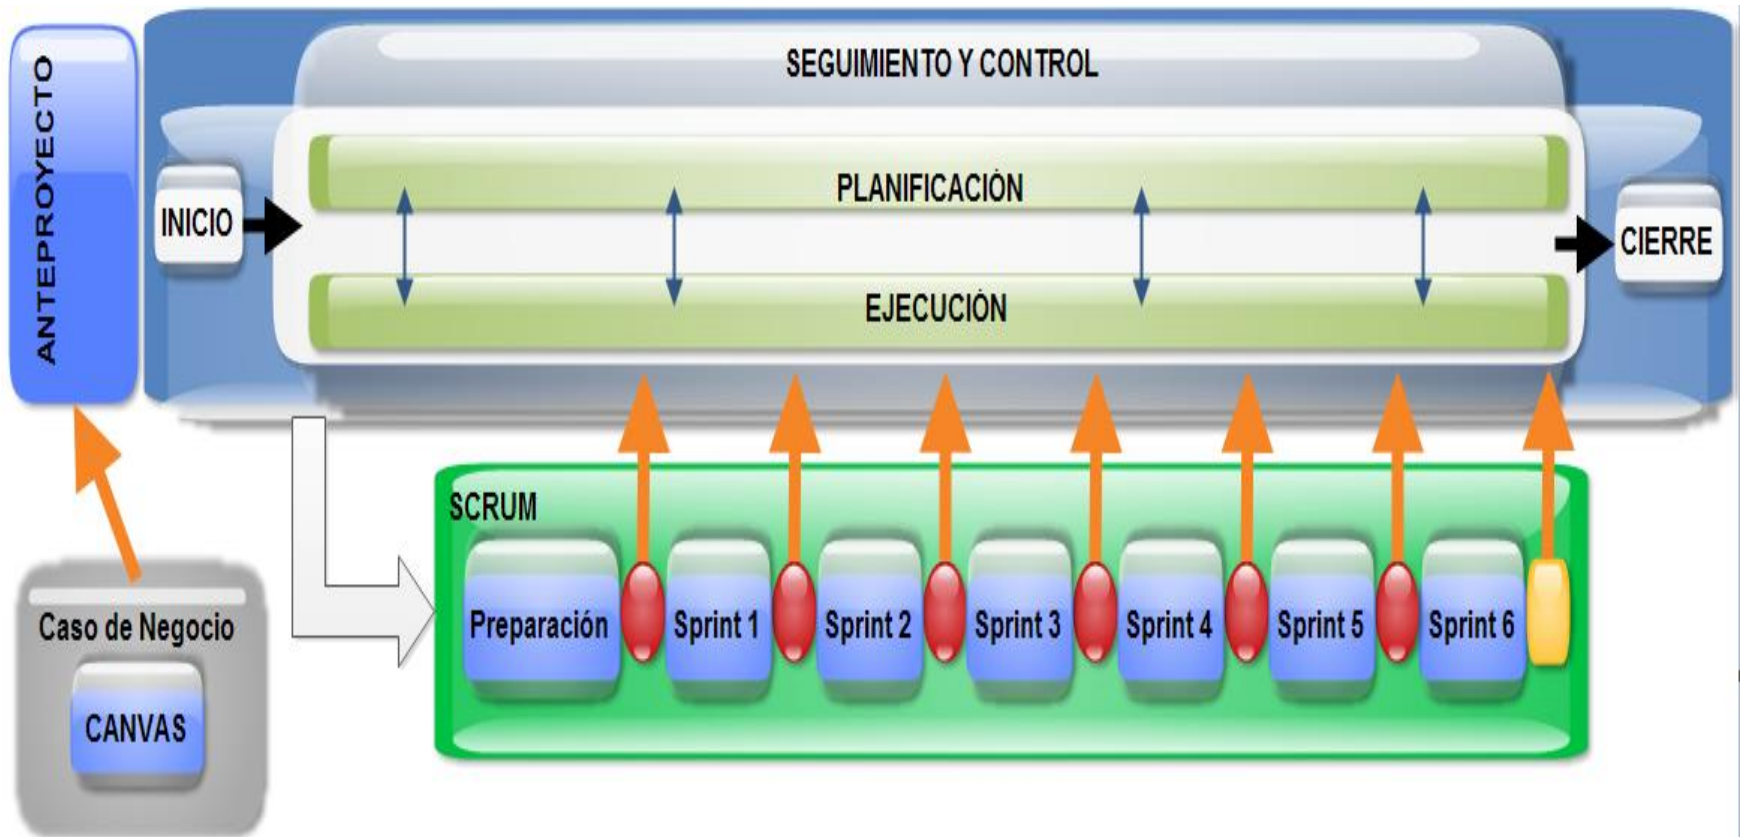 ANTEPROYECTO
SEGUIMIENTO Y CONTROL
PLANIFICACIÓN
INICIO
CIERRE
EJECUCIÓN
SCRUM
Preparación
Sprint 1
Sprint 2
Sprint 3
Sprint 4
Sprint 5
Sprint 6
Caso de Negocio
CANVAS